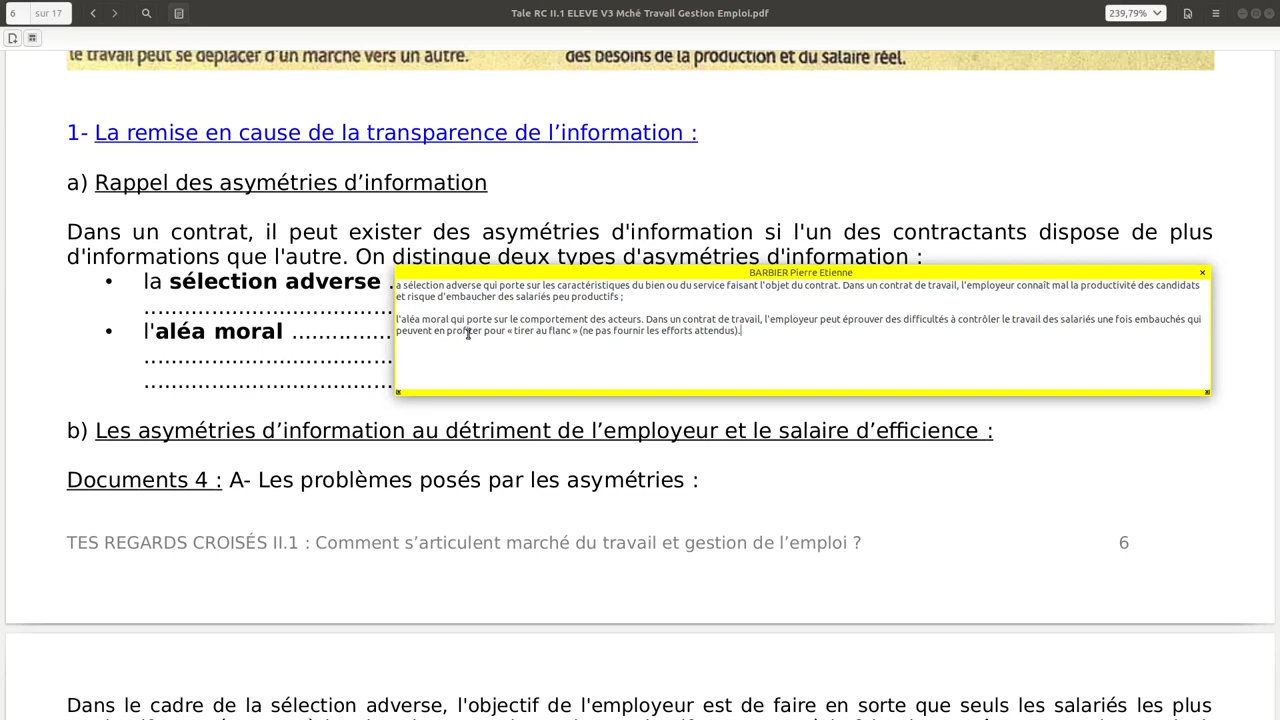 6 sur 17 Tale RC II.1 ELEVE V3 Mché Travail Gestion Emploi.pdf 239,79%
le travail peut se déplacer d'un marché vers un autre.
des besoins de la production et du salaire réel.
1- La remise en cause de la transparence de l’information :
a) Rappel des asymétries d’information
Dans un contrat, il peut exister des asymétries d'information si l'un des contractants dispose de plus
d'informations que l'autre. On distingue deux types d'asymétries d'information :
• la sélection adverse .
..................................
• l'aléa moral ..............
..................................
..................................
BARBIER Pierre Etienne
a sélection adverse qui porte sur les caractéristiques du bien ou du service faisant l'objet du contrat. Dans un contrat de travail, l'employeur connaît mal la productivité des candidats
et risque d'embaucher des salariés peu productifs ;
l'aléa moral qui porte sur le comportement des acteurs. Dans un contrat de travail, l'employeur peut éprouver des difficultés à contrôler le travail des salariés une fois embauchés qui
peuvent en profiter pour « tirer au flanc » (ne pas fournir les efforts attendus).
b) Les asymétries d’information au détriment de l’employeur et le salaire d’efficience :
Documents 4 : A- Les problèmes posés par les asymétries :
TES REGARDS CROISÉS II.1 : Comment s’articulent marché du travail et gestion de l’emploi ? 6
Dans le cadre de la sélection adverse, l'objectif de l'employeur est de faire en sorte que seuls les salariés les plus